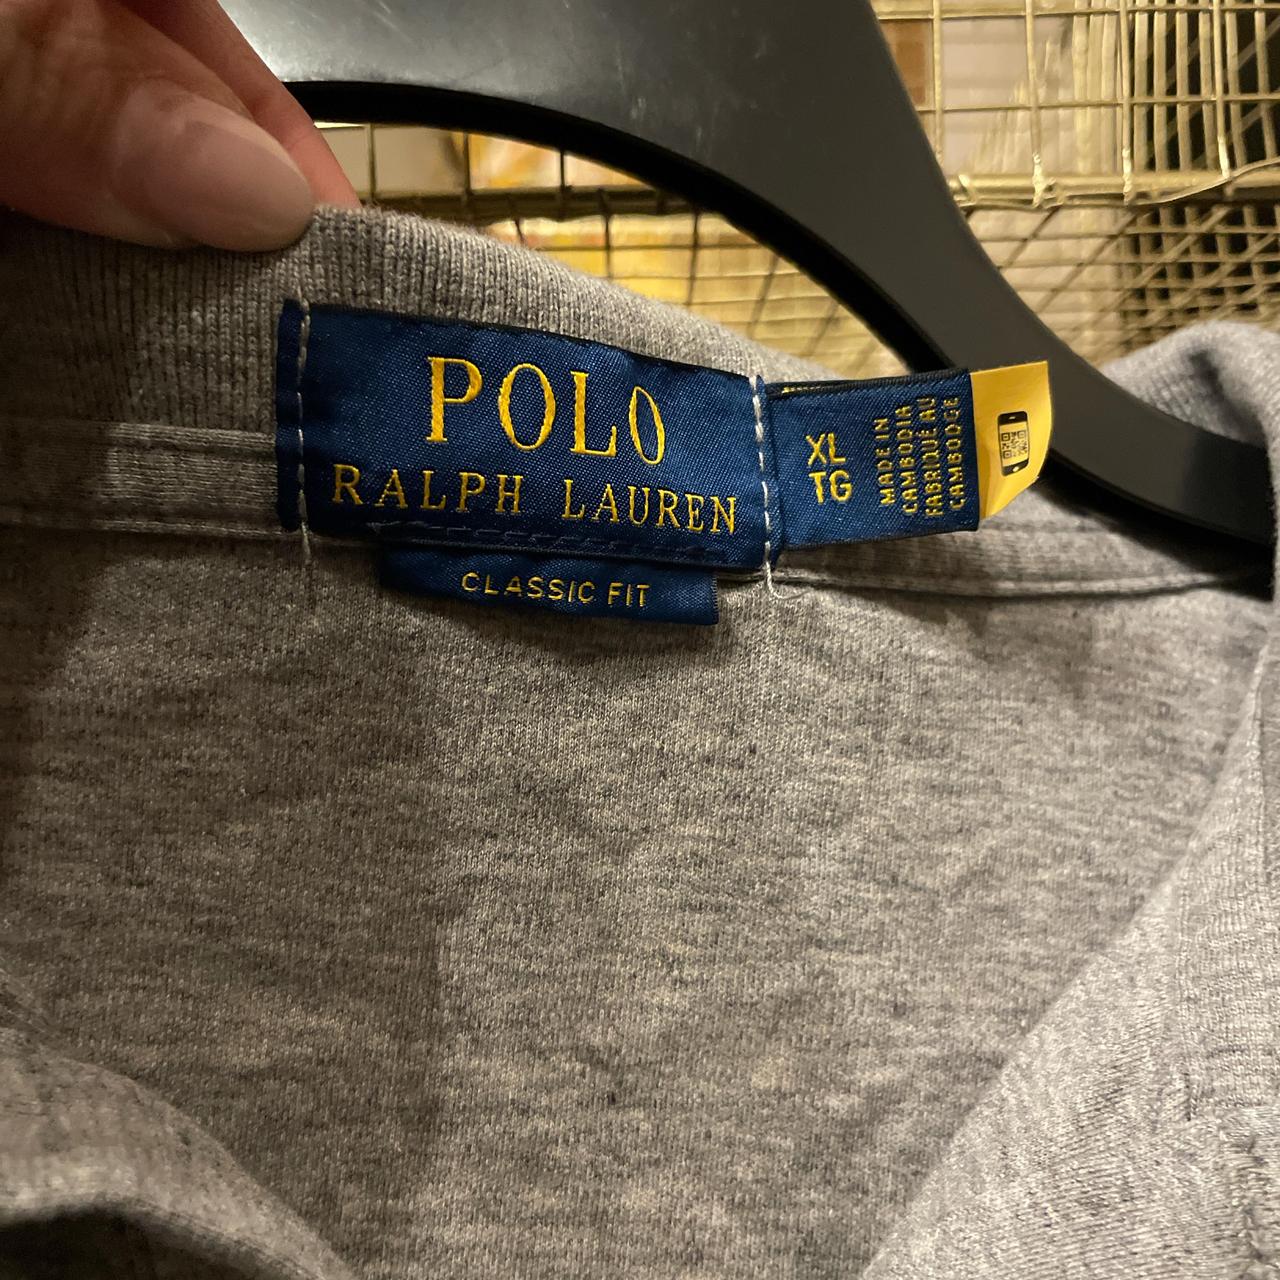 POLO
RALPH LAUREN
CLASSIC FIT
XL
TG
MADE IN
CAMBODIA
FABRIQUÉ AU
CAMBODGE